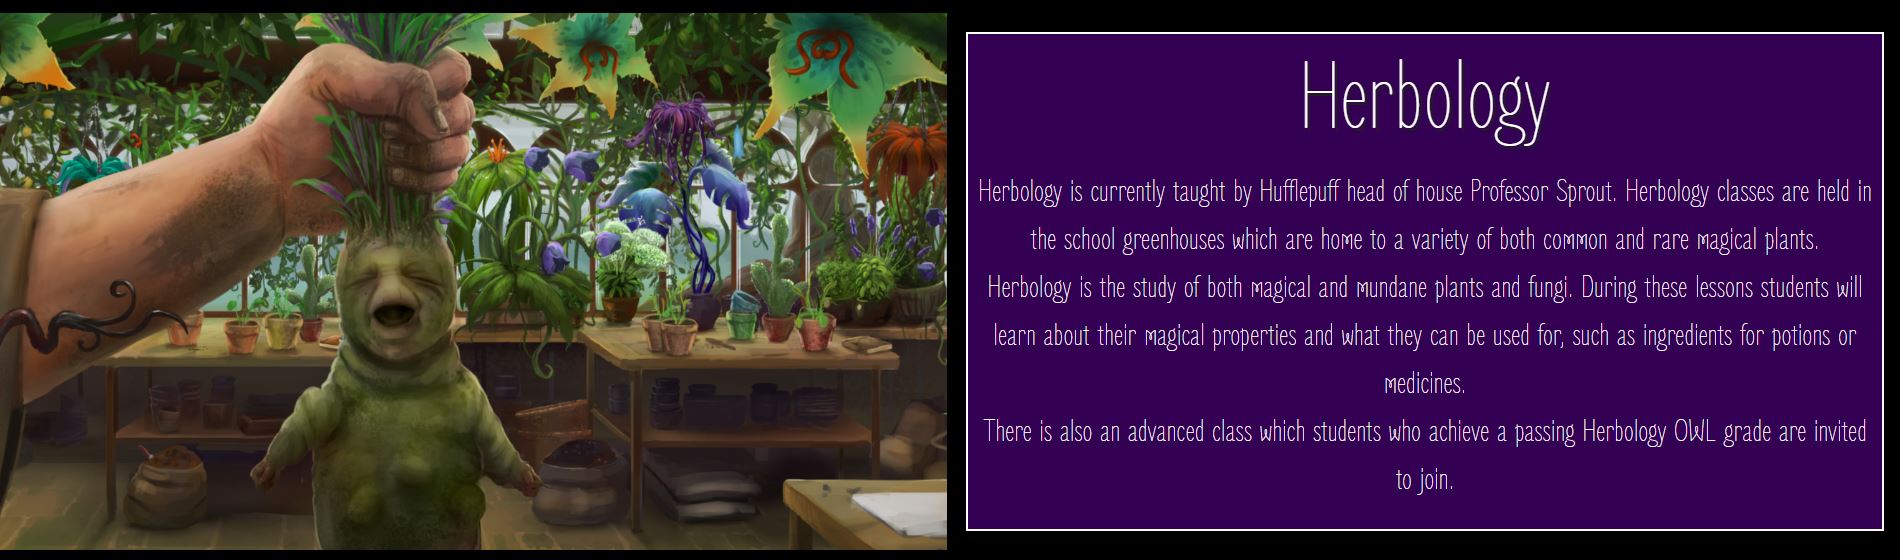 Herbology
Herbology is currently taught by Hufflepuff head of house Professor Sprout. Herbology classes are held in
the school greenhouses which are home to a variety of both common and rare magical plants.
Herbology is the study of both magical and mundane plants and fungi. During these lessons students will
learn about their magical properties and what they can be used for, such as ingredients for potions or
medicines.
There is also an advanced class which students who achieve a passing Herbology OWL grade are invited
to join.